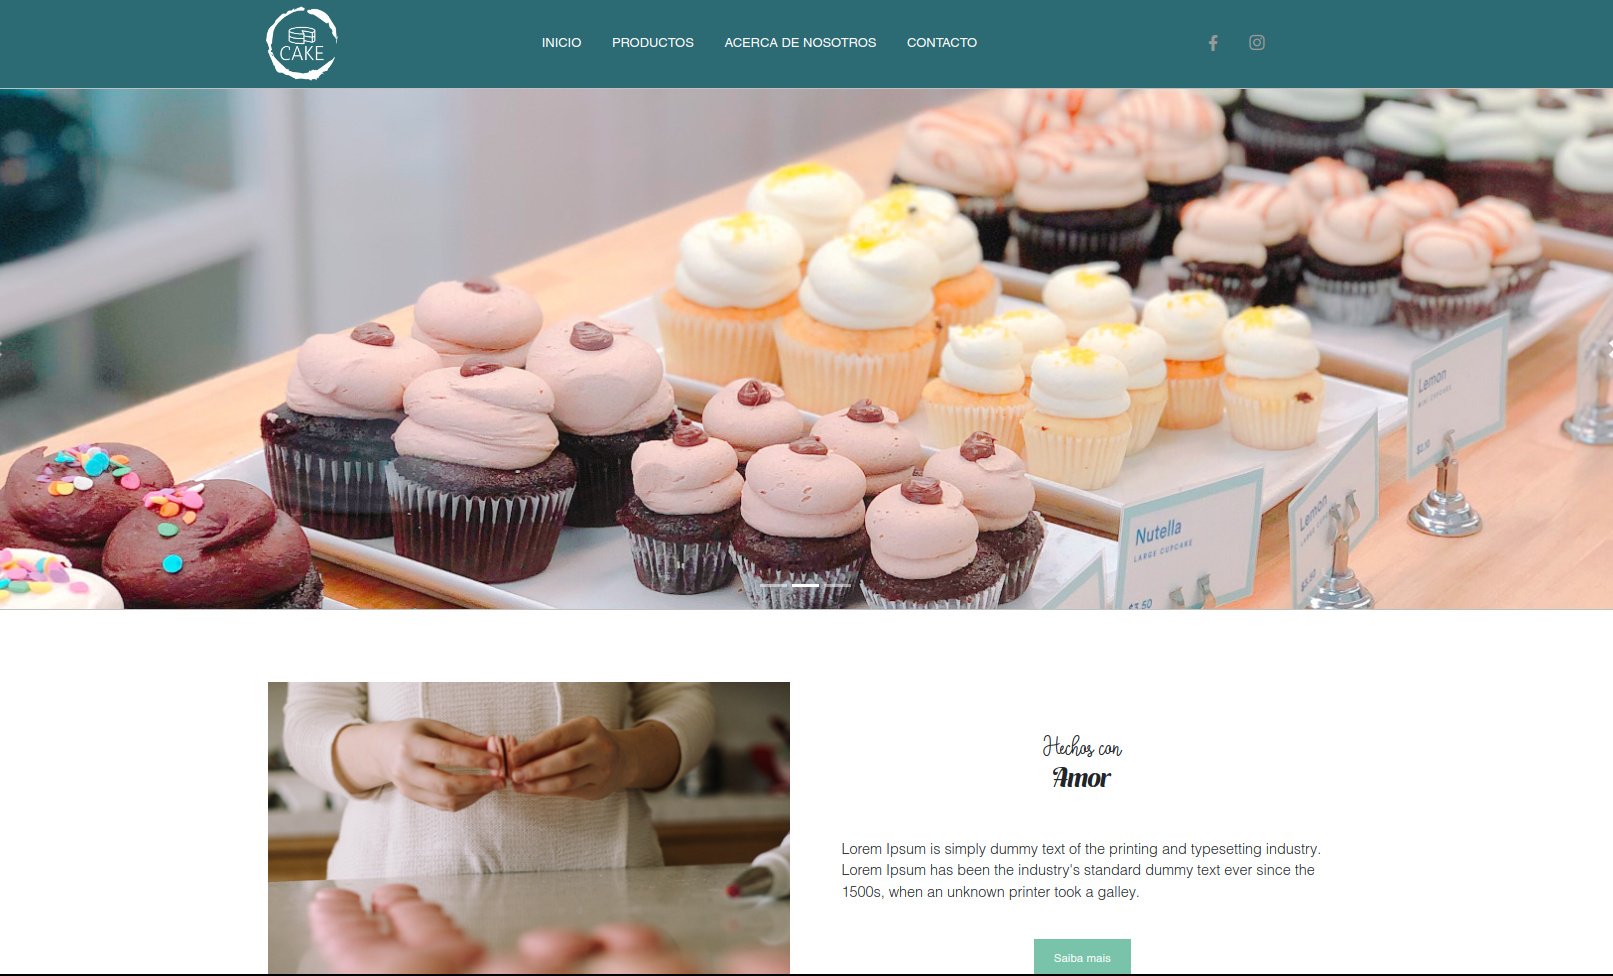 CAKE
INICIO PRODUCTOS ACERCA DE NOSOTROS CONTACTO
Lemon
Nutella
LARGE CUPCAKE
Lemon
Hechos con
Amor
Lorem Ipsum is simply dummy text of the printing and typesetting industry.
Lorem Ipsum has been the industry's standard dummy text ever since the
1500s, when an unknown printer took a galley.
Saiba mais